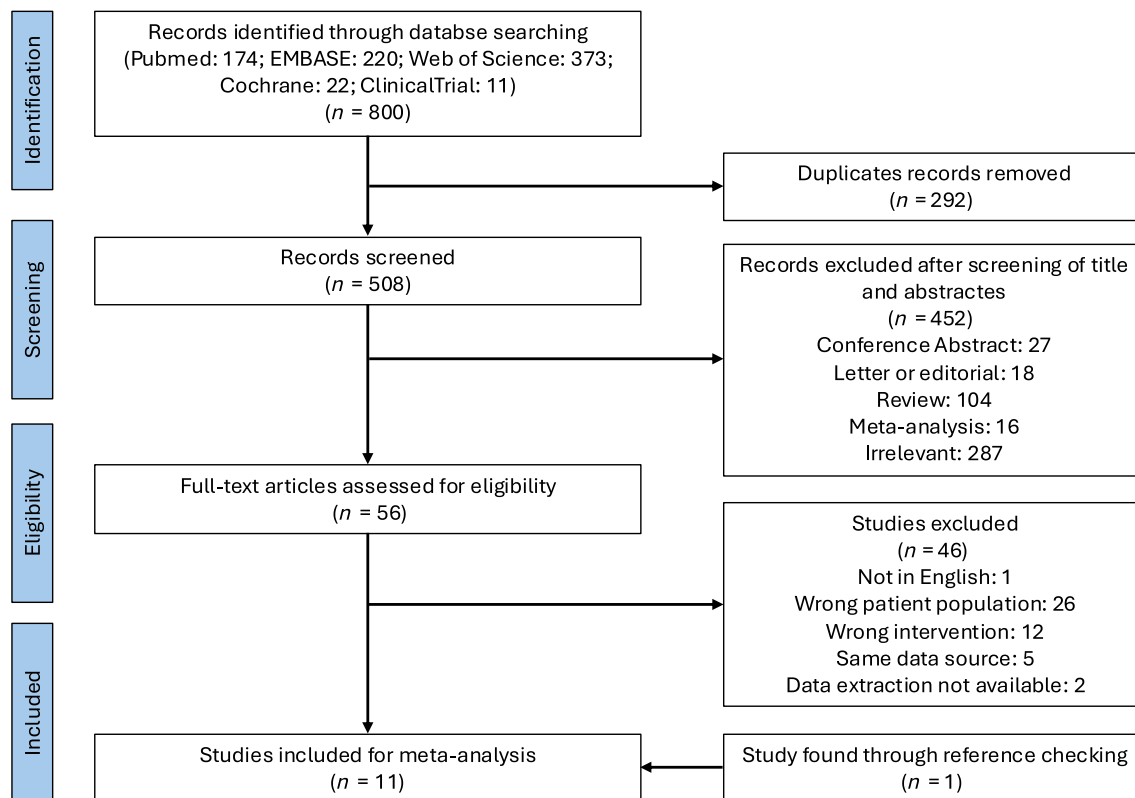 Identification
Records identified through databse searching
(Pubmed: 174; EMBASE: 220; Web of Science: 373;
Cochrane: 22; ClinicalTrial: 11)
(n = 800)
Duplicates records removed
(n = 292)
Screening
Records screened
(n = 508)
Records excluded after screening of title
and abstractes
(n = 452)
Conference Abstract: 27
Letter or editorial: 18
Review: 104
Meta-analysis: 16
Irrelevant: 287
Eligibility
Full-text articles assessed for eligibility
(n = 56)
Studies excluded
(n = 46)
Not in English: 1
Wrong patient population: 26
Wrong intervention: 12
Same data source: 5
Data extraction not available: 2
Included
Studies included for meta-analysis
(n = 11)
Study found through reference checking
(n = 1)